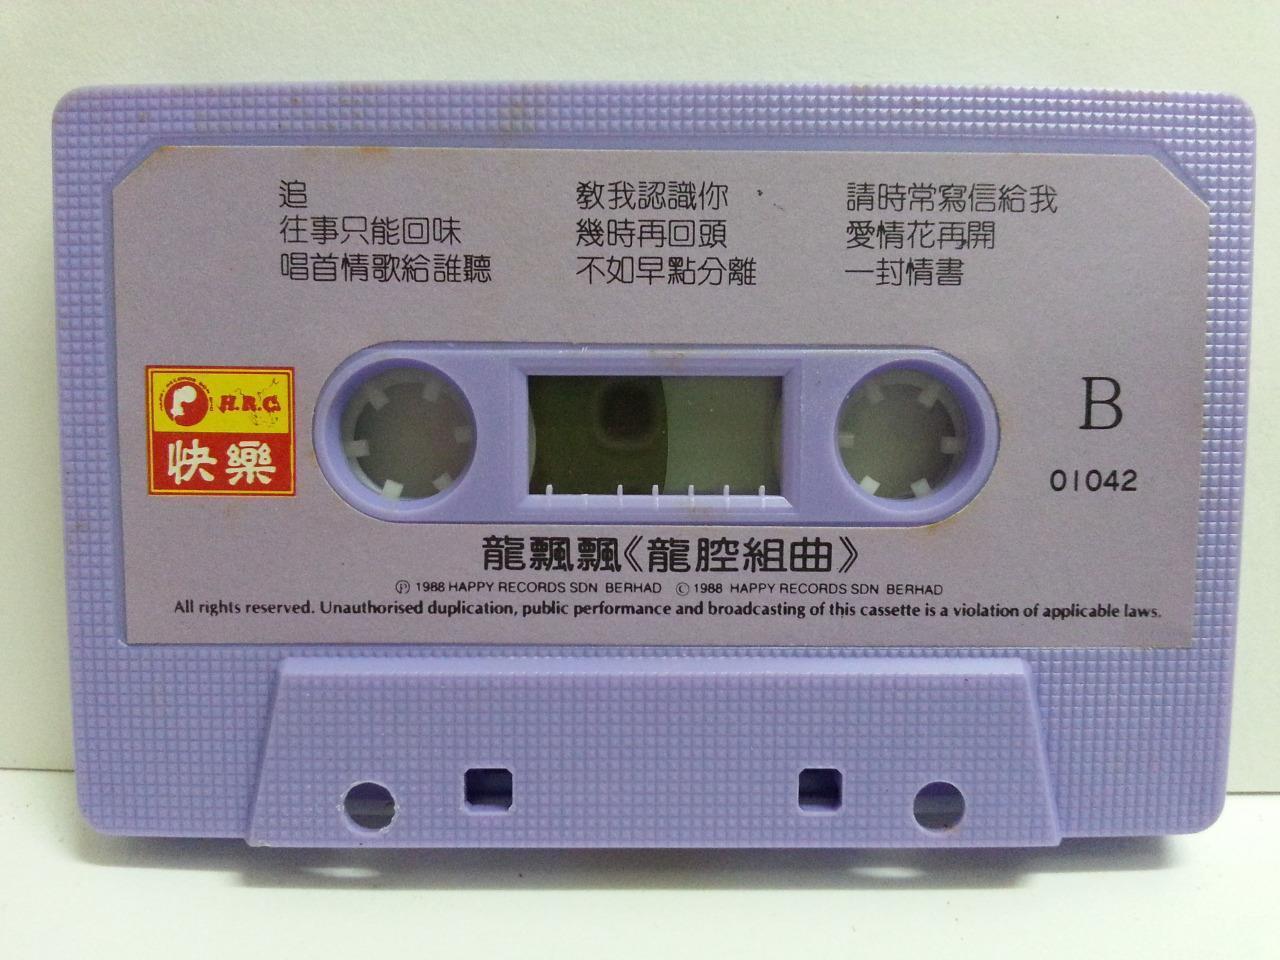 追
往事只能回味
唱首情歌給誰聽
教我認識你
幾時再回頭
不如早點分離
請時常寫信給我
愛情花再開
一封情書
H.R.C.
快樂
B
01042
龍飄飄《龍腔組曲》
Ⓟ 1988 HAPPY RECORDS SDN BERHAD © 1988 HAPPY RECORDS SDN BERHAD
All rights reserved. Unauthorised duplication, public performance and broadcasting of this cassette is a violation of applicable laws.